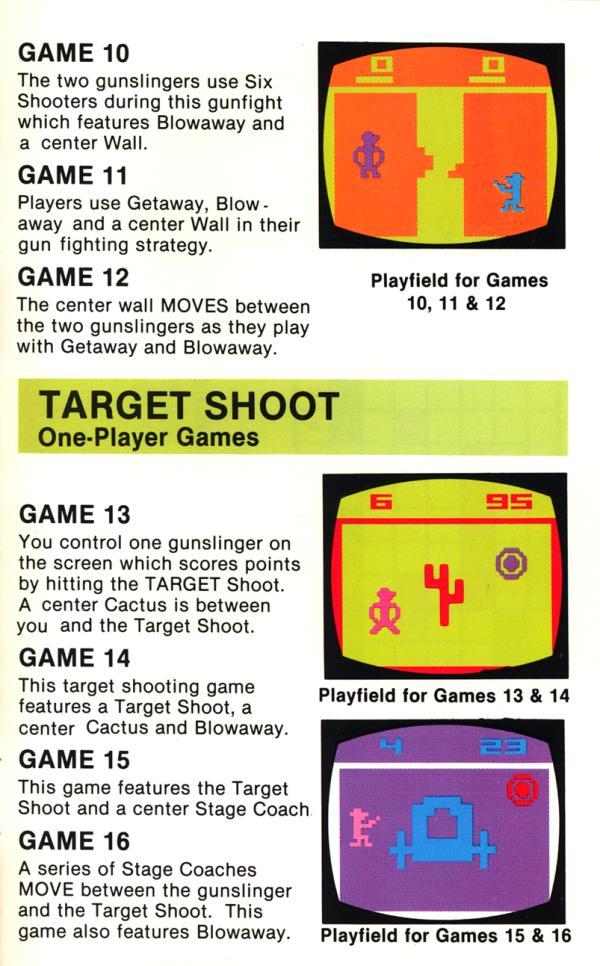 GAME 10
The two gunslingers use Six
Shooters during this gunfight
which features Blowaway and
a center Wall.
GAME 11
Players use Getaway, Blow-
away and a center Wall in their
gun fighting strategy.
GAME 12
The center wall MOVES between
the two gunslingers as they play
with Getaway and Blowaway.
0 0
Playfield for Games
10, 11 & 12
TARGET SHOOT
One-Player Games
GAME 13
You control one gunslinger on
the screen which scores points
by hitting the TARGET Shoot.
A center Cactus is between
you and the Target Shoot.
GAME 14
This target shooting game
features a Target Shoot, a
center Cactus and Blowaway.
GAME 15
This game features the Target
Shoot and a center Stage Coach.
GAME 16
A series of Stage Coaches
MOVE between the gunslinger
and the Target Shoot. This
game also features Blowaway.
6 95
Playfield for Games 13 & 14
4 23
Playfield for Games 15 & 16